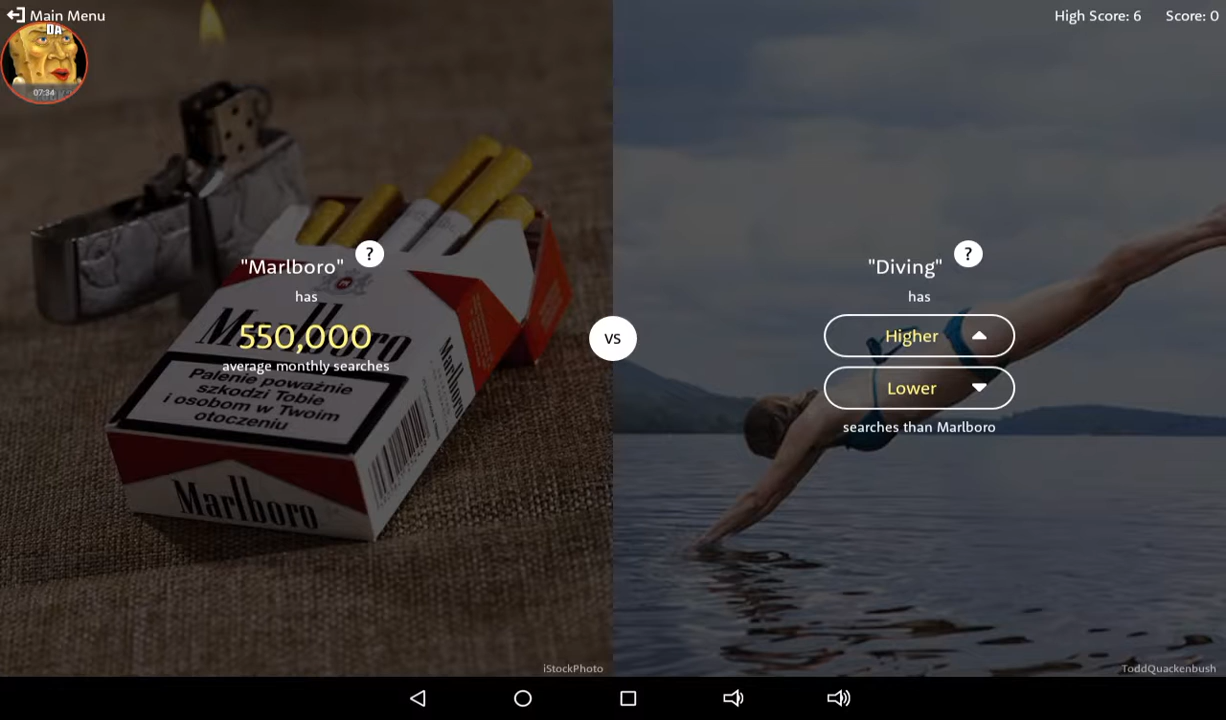 Main Menu
High Score: 6 Score: 0
DA
07:34
"Marlboro" ?
has
550,000
average monthly searches
Marlboro
Palenie poważnie
szkodzi Tobie
i osobom w Twoim
otoczeniu
Marlboro
Marlboro
VS
"Diving" ?
has
Higher
Lower
searches than Marlboro
iStockPhoto
ToddQuackenbush